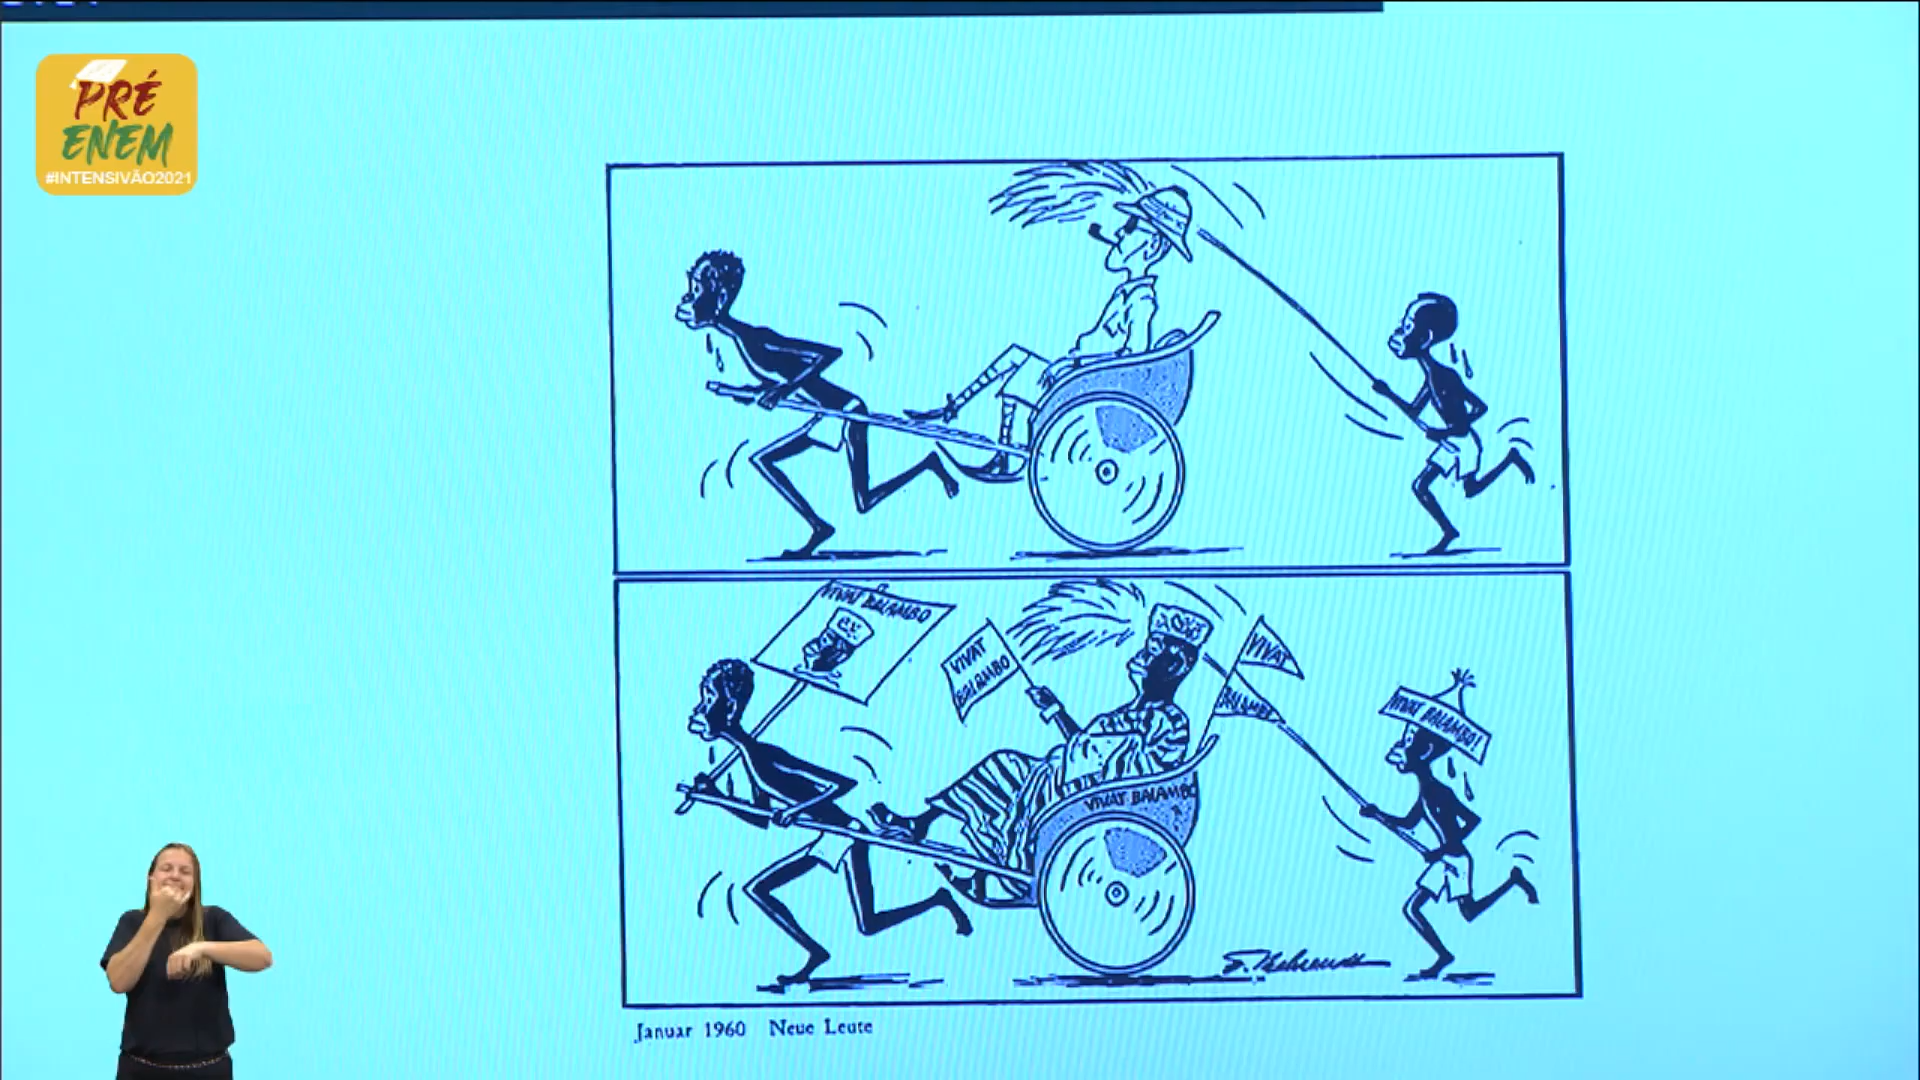 PRÉ
ENEM
#INTENSIVÃO2021
VIVAT BALAMBO
VIVAT
BALAMBO
VIVAT
BALAMBO
VIVAT BALAMBO!
VIVAT BALAMBO
Januar 1960 Neue Leute